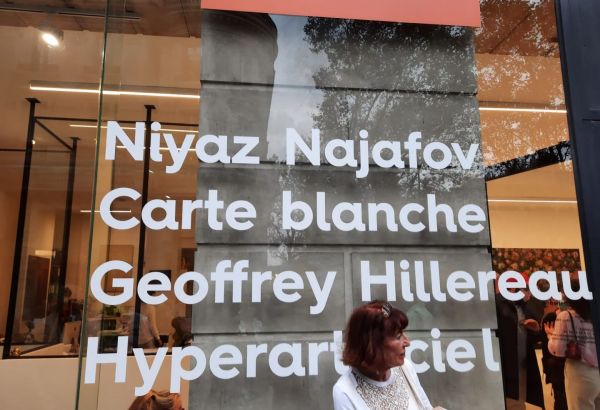 Niyaz Najafov
Carte blanche
Geoffrey Hillereau
Hyperartificiel